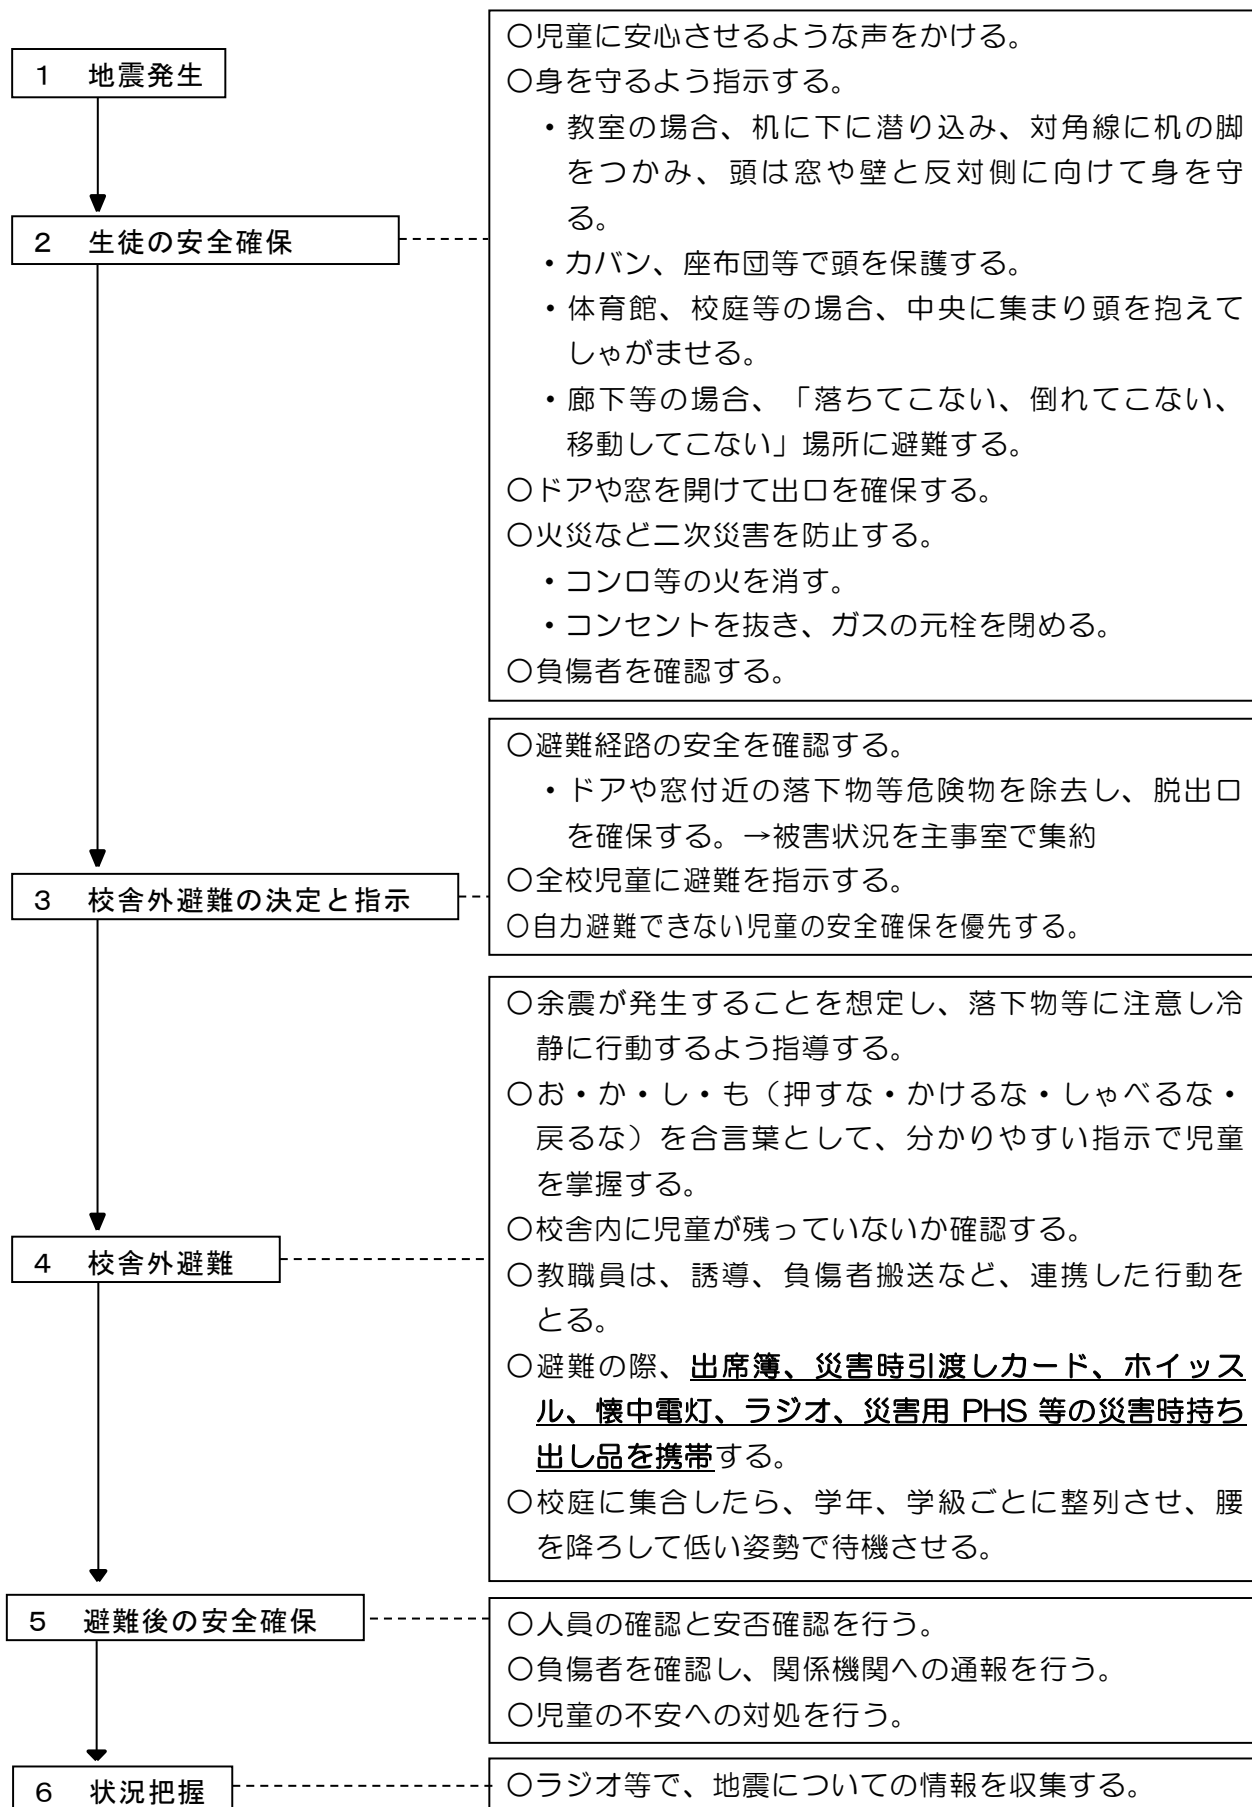 1 地震発生
〇児童に安心させるような声をかける。
〇身を守るよう指示する。
・教室の場合、机に下に潜り込み、対角線に机の脚
をつかみ、頭は窓や壁と反対側に向けて身を守
る。
2 生徒の安全確保
・カバン、座布団等で頭を保護する。
・体育館、校庭等の場合、中央に集まり頭を抱えて
しゃがませる。
・廊下等の場合、「落ちてこない、倒れてこない、
移動してこない」場所に避難する。
〇ドアや窓を開けて出口を確保する。
〇火災など二次災害を防止する。
・コンロ等の火を消す。
・コンセントを抜き、ガスの元栓を閉める。
〇負傷者を確認する。
〇避難経路の安全を確認する。
・ドアや窓付近の落下物等危険物を除去し、脱出口
を確保する。→被害状況を主事室で集約
3 校舎外避難の決定と指示
〇全校児童に避難を指示する。
〇自力避難できない児童の安全確保を優先する。
〇余震が発生することを想定し、落下物等に注意し冷
静に行動するよう指導する。
〇お・か・し・も（押すな・かけるな・しゃべるな・
戻るな）を合言葉として、分かりやすい指示で児童
を掌握する。
〇校舎内に児童が残っていないか確認する。
4 校舎外避難
〇教職員は、誘導、負傷者搬送など、連携した行動を
とる。
〇避難の際、出席簿、災害時引渡しカード、ホイッス
ル、懐中電灯、ラジオ、災害用 PHS 等の災害時持ち
出し品を携帯する。
〇校庭に集合したら、学年、学級ごとに整列させ、腰
を降ろして低い姿勢で待機させる。
5 避難後の安全確保
〇人員の確認と安否確認を行う。
〇負傷者を確認し、関係機関への通報を行う。
〇児童の不安への対処を行う。
6 状況把握
〇ラジオ等で、地震についての情報を収集する。